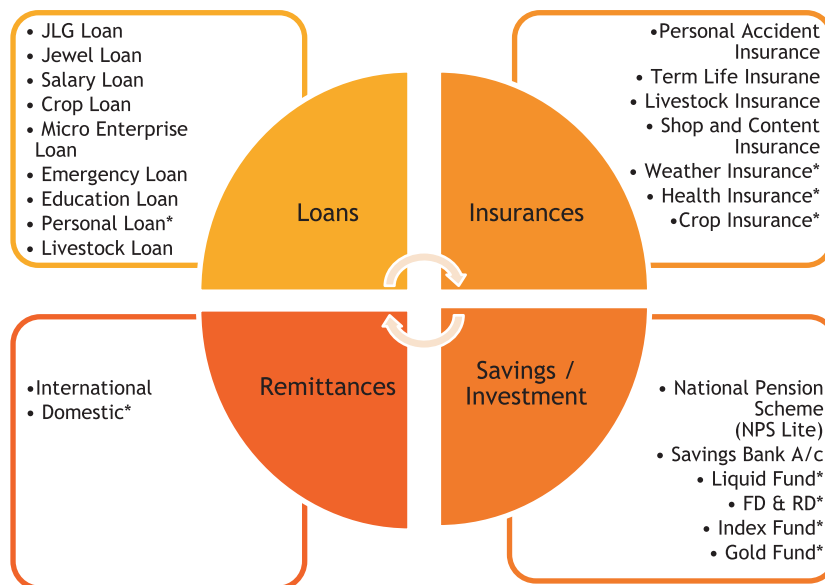 • JLG Loan
• Jewel Loan
• Salary Loan
• Crop Loan
• Micro Enterprise
Loan
• Emergency Loan
• Education Loan
• Personal Loan*
• Livestock Loan
Loans
•Personal Accident
Insurance
• Term Life Insurane
• Livestock Insurance
• Shop and Content
Insurance
• Weather Insurance*
• Health Insurance*
•Crop Insurance*
Insurances
•International
• Domestic*
Remittances
Savings /
Investment
• National Pension
Scheme
(NPS Lite)
• Savings Bank A/c
• Liquid Fund*
• FD & RD*
• Index Fund*
• Gold Fund*